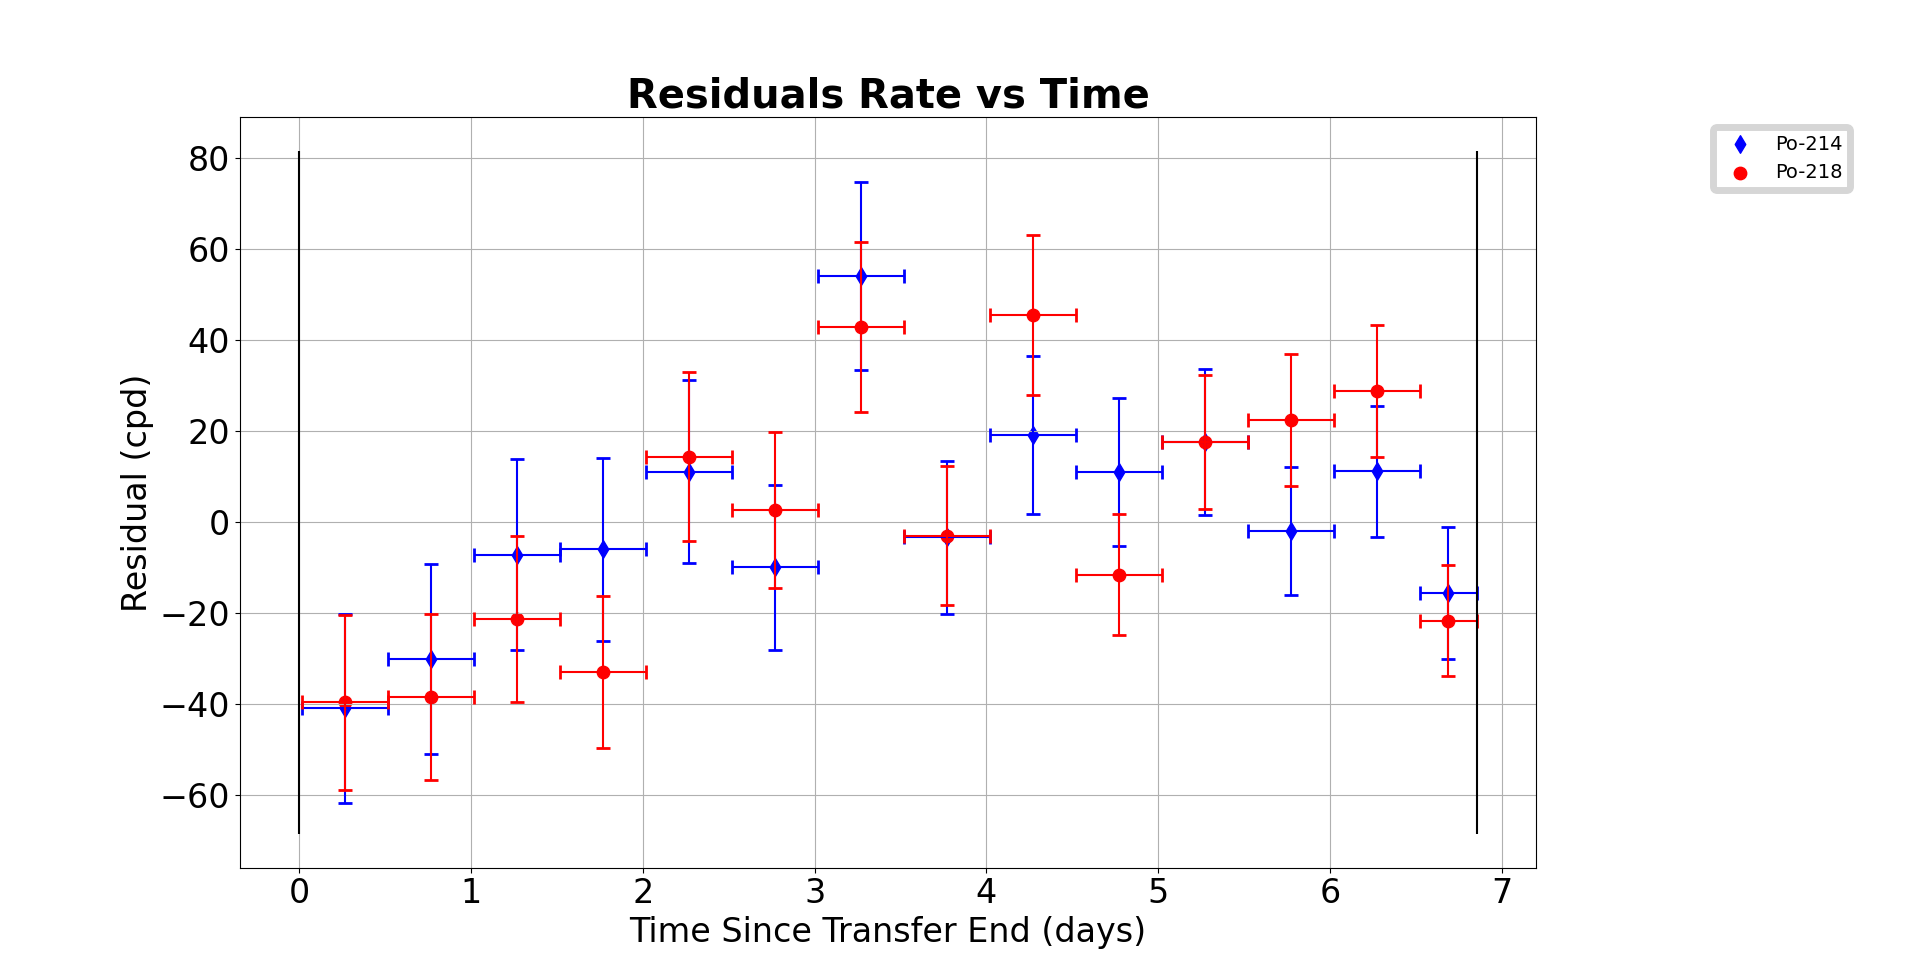 Residuals Rate vs Time
Po-214
Po-218
80
60
40
20
0
−20
−40
−60
Residual (cpd)
0 1 2 3 4 5 6 7
Time Since Transfer End (days)